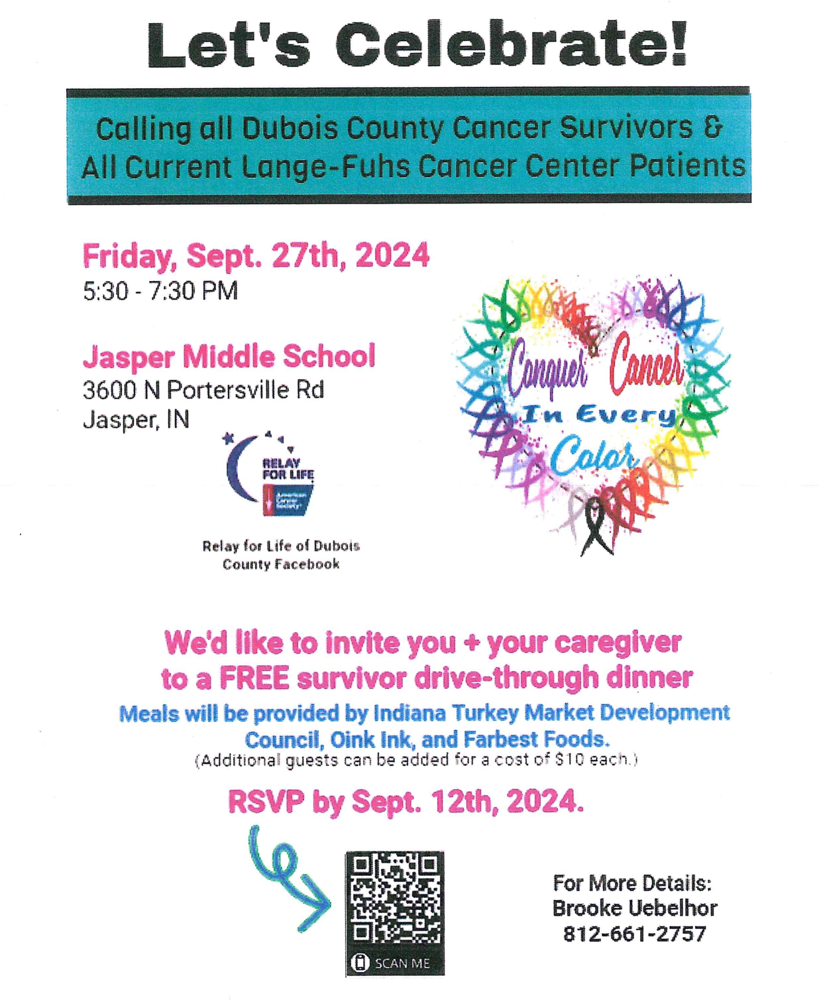 Let's Celebrate!
Calling all Dubois County Cancer Survivors &
All Current Lange-Fuhs Cancer Center Patients
Friday, Sept. 27th, 2024
5:30 - 7:30 PM
Jasper Middle School
3600 N Portersville Rd
Jasper, IN
RELAY
FOR LIFE
American
Cancer
Society®
Relay for Life of Dubois
County Facebook
Conquer Cancer
In Every
Color
We'd like to invite you + your caregiver
to a FREE survivor drive-through dinner
Meals will be provided by Indiana Turkey Market Development
Council, Oink Ink, and Farbest Foods.
(Additional guests can be added for a cost of $10 each.)
RSVP by Sept. 12th, 2024.
SCAN ME
For More Details:
Brooke Uebelhor
812-661-2757